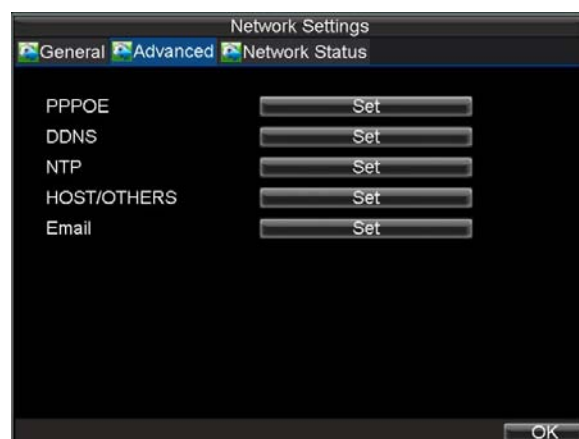 Network Settings
General Advanced Network Status
PPPOE Set
DDNS Set
NTP Set
HOST/OTHERS Set
Email Set
OK